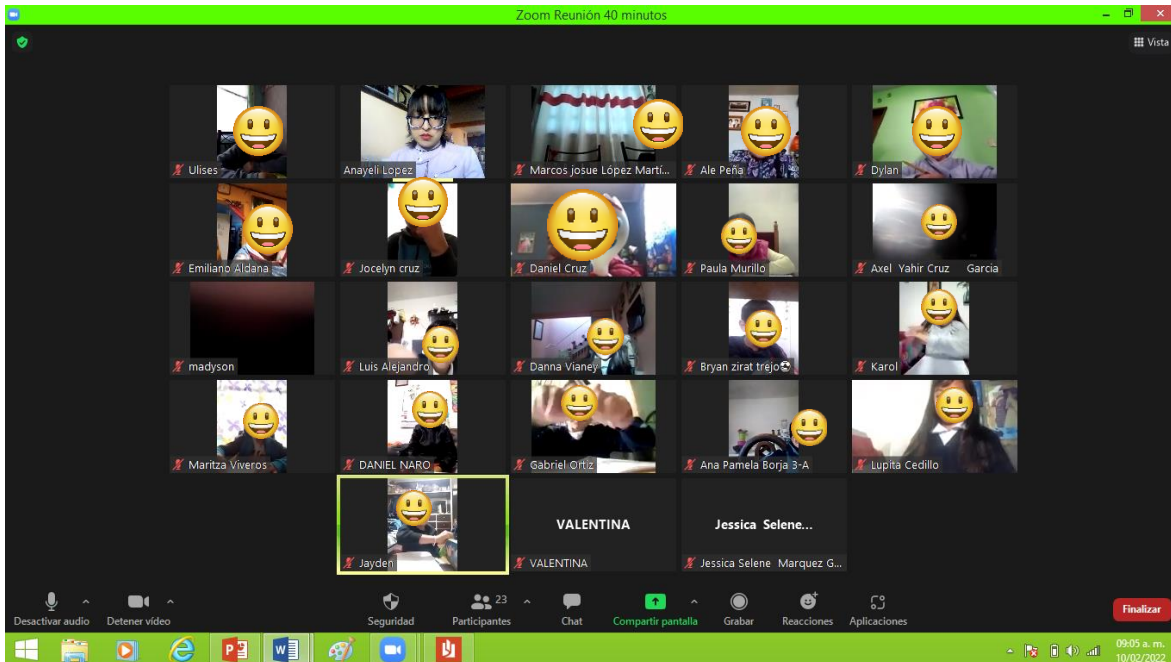 Zoom Reunión 40 minutos
Vista
Ulises
Anayeli Lopez
Marcos josue López Martí...
Ale Peña
Dylan
Emiliano Aldana
Jocelyn cruz
Daniel Cruz
Paula Murillo
Axel Yahir Cruz Garcia
madyson
Luis Alejandro
Danna Vianey
Bryan zirat trejo
Karol
Maritza Viveros
DANIEL NARO
Gabriel Ortiz
Ana Pamela Borja 3-A
Lupita Cedillo
Jayden
VALENTINA
VALENTINA
Jessica Selene...
Jessica Selene Marquez G...
Desactivar audio
Detener video
Seguridad
23
Participantes
Chat
Compartir pantalla
Grabar
Reacciones
Aplicaciones
Finalizar
09:05 a. m.
10/02/2022